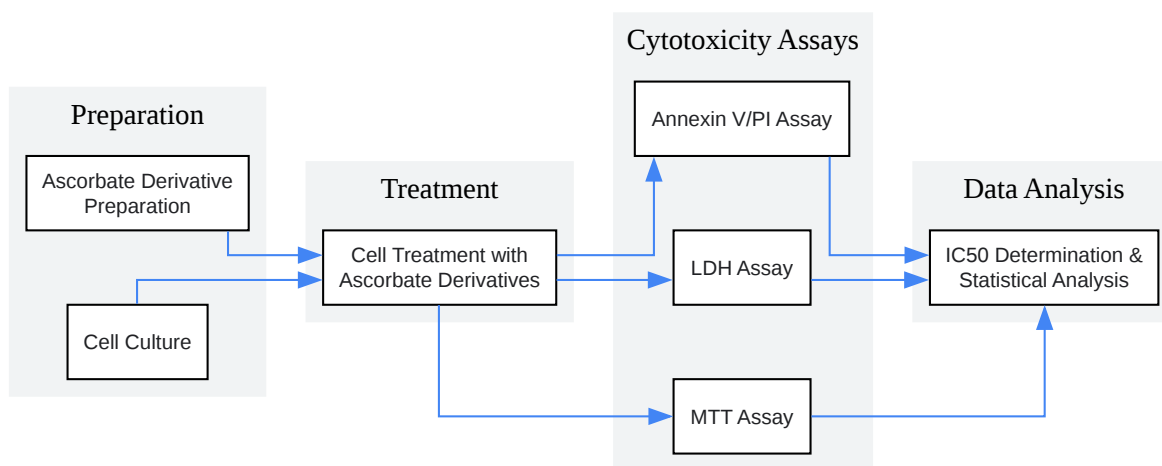 Preparation
Ascorbate Derivative
Preparation
Cell Culture
Treatment
Cell Treatment with
Ascorbate Derivatives
Cytotoxicity Assays
Annexin V/PI Assay
LDH Assay
MTT Assay
Data Analysis
IC50 Determination &
Statistical Analysis